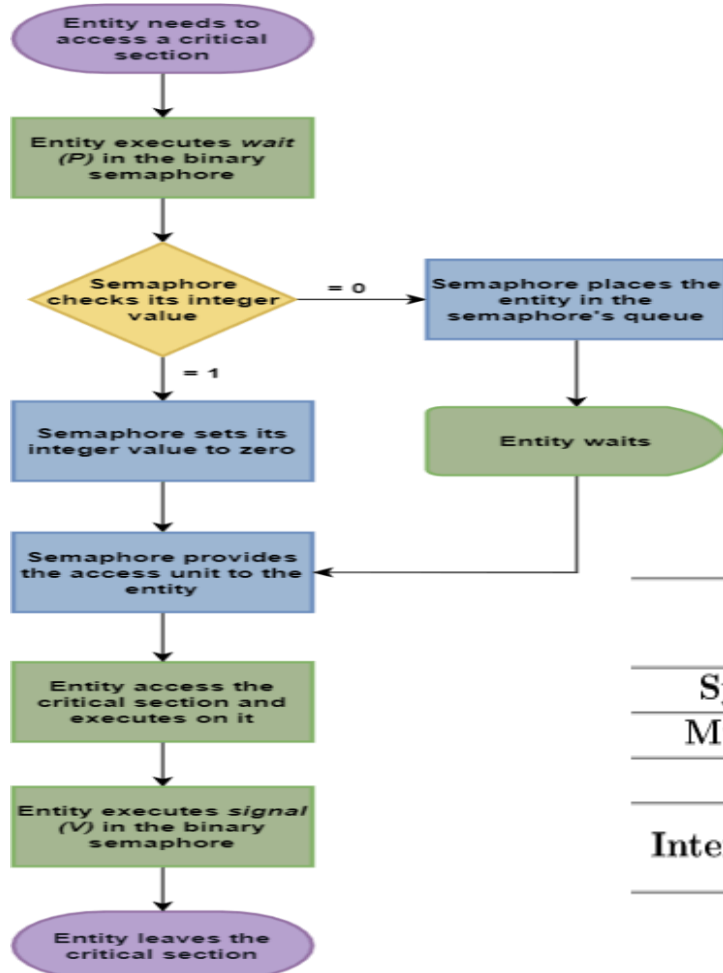 Entity needs to
access a critical
section
Entity executes wait
(P) in the binary
semaphore
Semaphore
checks its integer
value
= 0
Semaphore places the
entity in the
semaphore's queue
= 1
Semaphore sets its
integer value to zero
Entity waits
Semaphore provides
the access unit to the
entity
Entity access the
critical section and
executes on it
Entity executes signal
(V) in the binary
semaphore
Entity leaves the
critical section